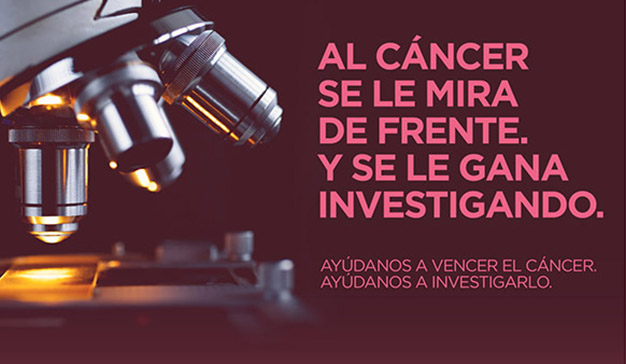 AL CÁNCER
SE LE MIRA
DE FRENTE.
Y SE LE GANA
INVESTIGANDO.
AYÚDANOS A VENCER EL CÁNCER.
AYÚDANOS A INVESTIGARLO.